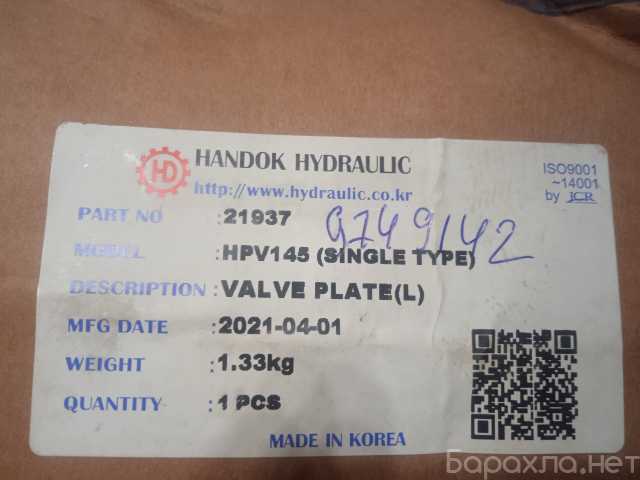 HD HANDOK HYDRAULIC
http://www.hydraulic.co.kr
ISO9001
~14001
by ICR
PART NO :21937
9749142
MODEL :HPV145 (SINGLE TYPE)
DESCRIPTION :VALVE PLATE(L)
MFG DATE :2021-04-01
WEIGHT :1.33kg
QUANTITY :1 PCS
MADE IN KOREA
Барахла.нет